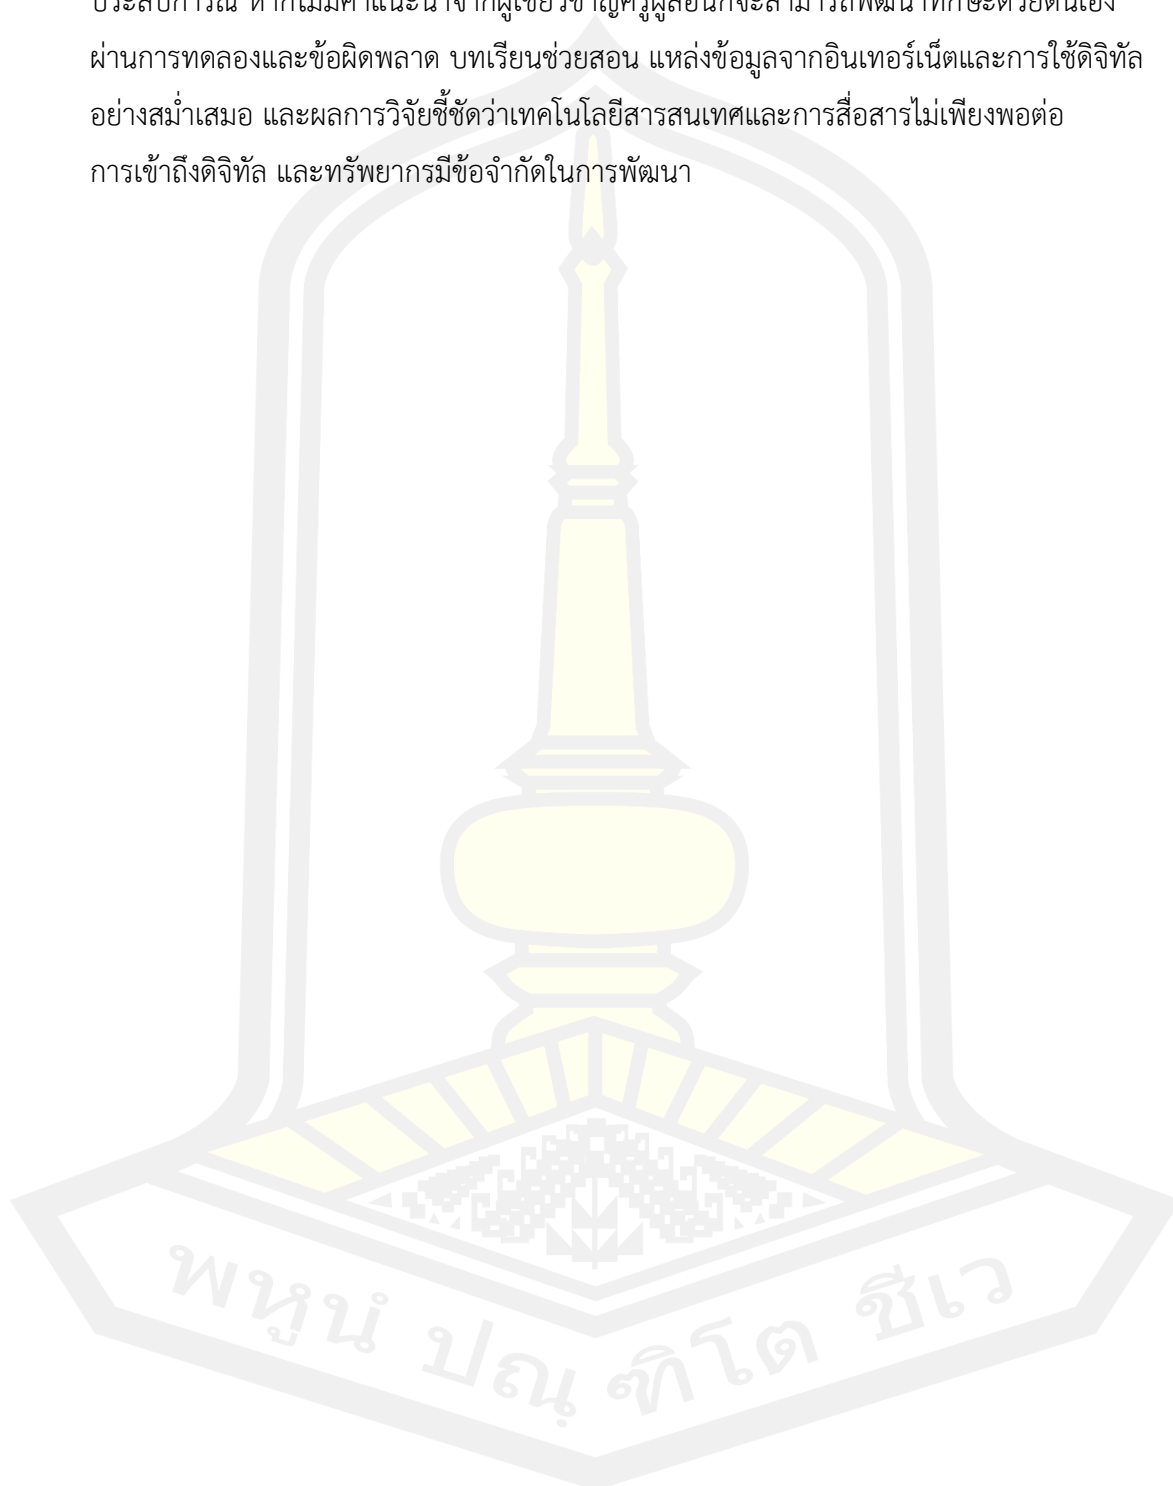 ประสบการณ์ หากไม่มีคำแนะนำจากผู้เชี่ยวชาญครูผู้สอนก็จะสามารถพัฒนาทักษะด้วยตนเอง
ผ่านการทดลองและข้อผิดพลาด บทเรียนช่วยสอน แหล่งข้อมูลจากอินเทอร์เน็ตและการใช้ดิจิทัล
อย่างสม่ำเสมอ และผลการวิจัยชี้ชัดว่าเทคโนโลยีสารสนเทศและการสื่อสารไม่เพียงพอต่อ
การเข้าถึงดิจิทัล และทรัพยากรมีข้อจำกัดในการพัฒนา
พหูนํ ปณฺฑิโต ชีเว